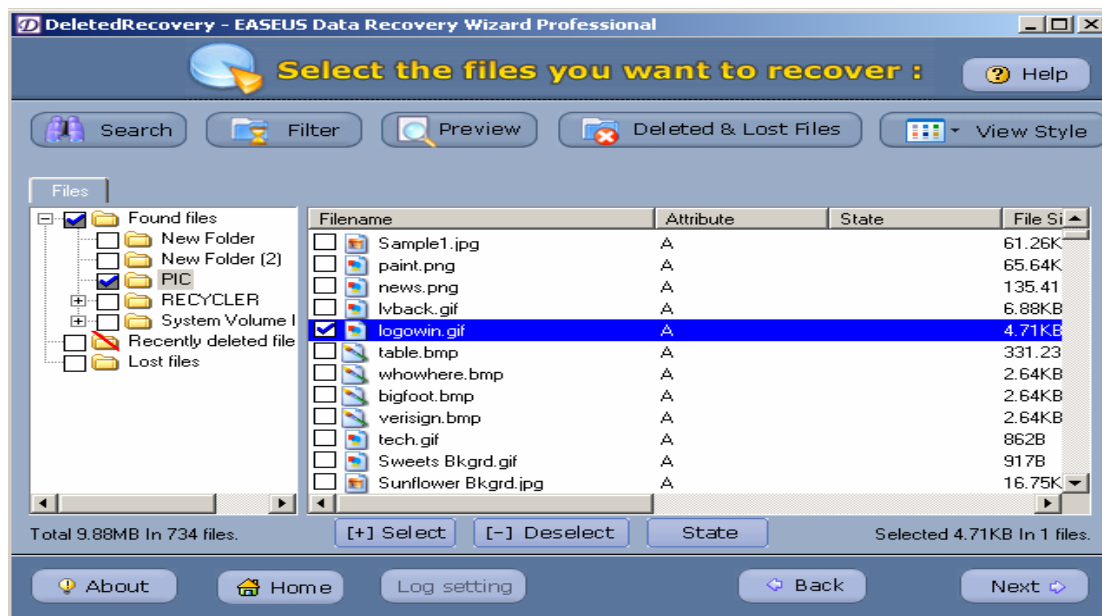 DeletedRecovery - EASEUS Data Recovery Wizard Professional
Select the files you want to recover :
Help
Search Filter Preview Deleted & Lost Files View Style
Files
Found files
New Folder
New Folder (2)
PIC
RECYCLER
System Volume I
Recently deleted file
Lost files
Filename Attribute State File Si
Sample1.jpg A 61.26K
paint.png A 65.64K
news.png A 135.41
lvback.gif A 6.88KB
logowin.gif A 4.71KB
table.bmp A 331.23
whowhere.bmp A 2.64KB
bigfoot.bmp A 2.64KB
verisign.bmp A 2.64KB
tech.gif A 862B
Sweets Bkgrd.gif A 917B
Sunflower Bkgrd.jpg A 16.75K
Total 9.88MB In 734 files.
[+] Select [-] Deselect State
Selected 4.71KB In 1 files.
About Home Log setting Back Next